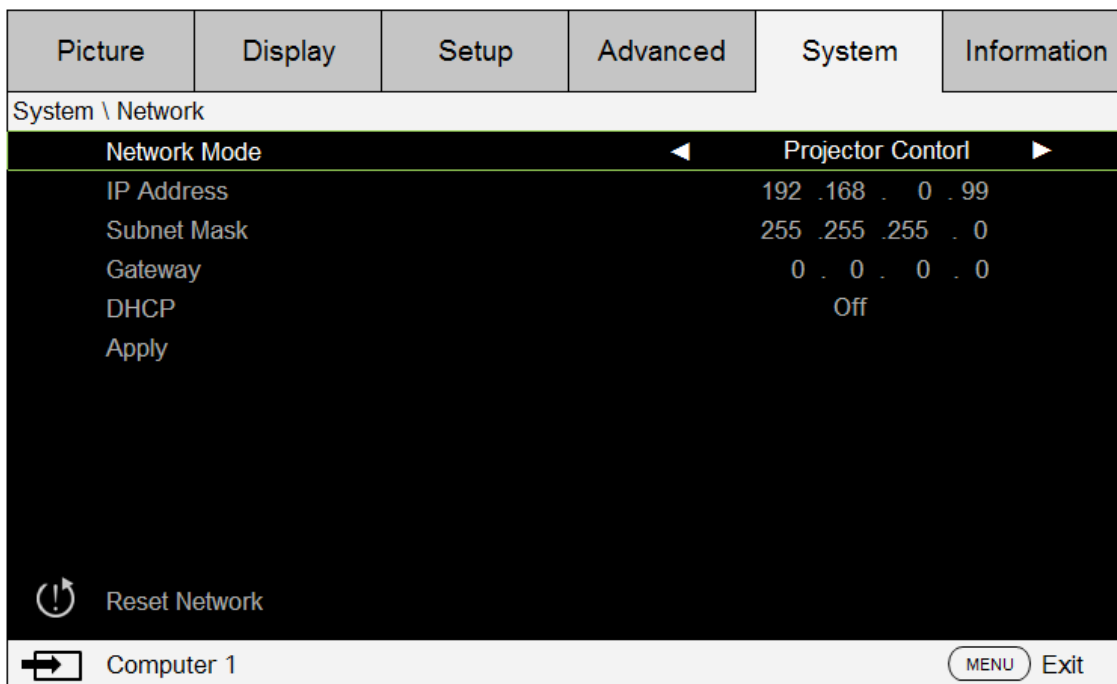 Picture Display Setup Advanced System Information
System \ Network
Network Mode ◀ Projector Contorl ▶
IP Address 192 .168 . 0 . 99
Subnet Mask 255 .255 .255 . 0
Gateway 0 . 0 . 0 . 0
DHCP Off
Apply
Reset Network
Computer 1 MENU Exit